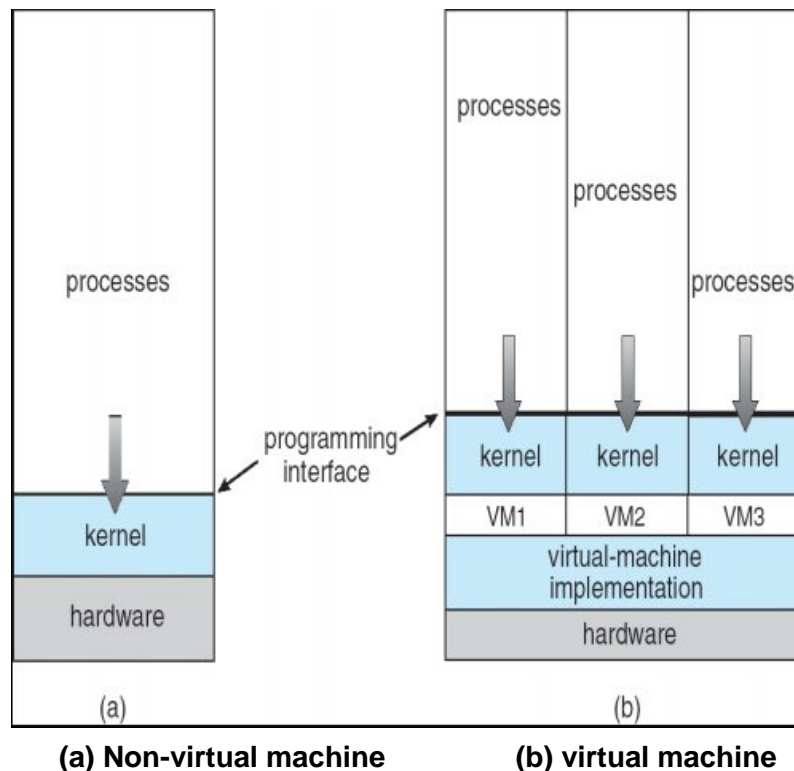 processes
programming
interface
kernel
hardware
(a)
processes
processes
processes
kernel kernel kernel
VM1 VM2 VM3
virtual-machine
implementation
hardware
(b)
(a) Non-virtual machine (b) virtual machine